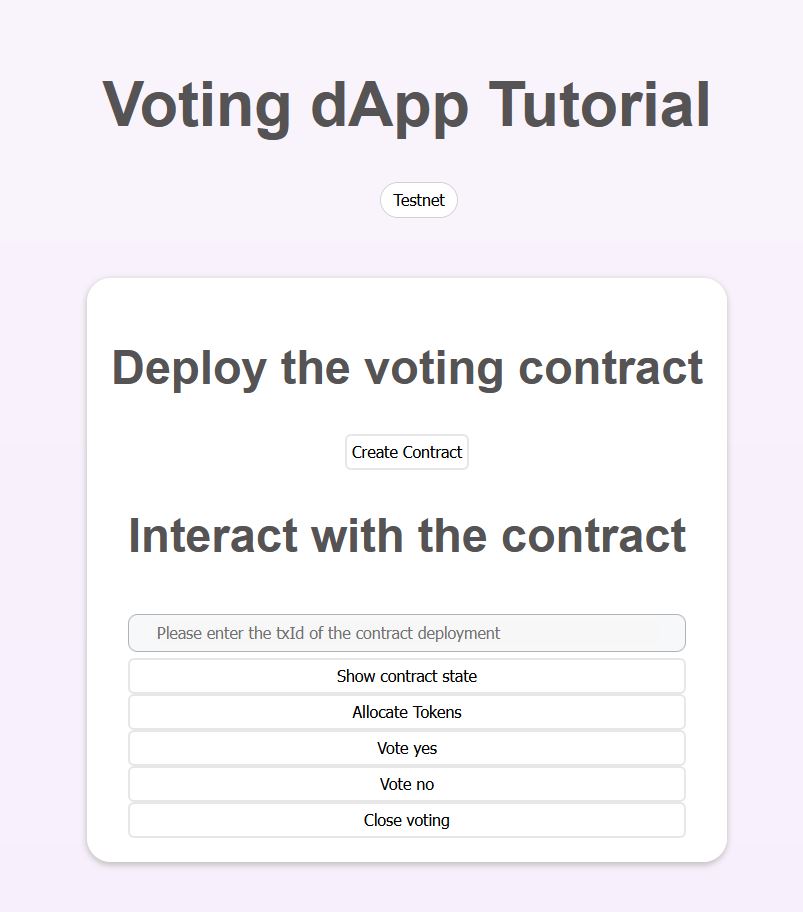 Voting dApp Tutorial
Testnet
Deploy the voting contract
Create Contract
Interact with the contract
Please enter the txId of the contract deployment
Show contract state
Allocate Tokens
Vote yes
Vote no
Close voting